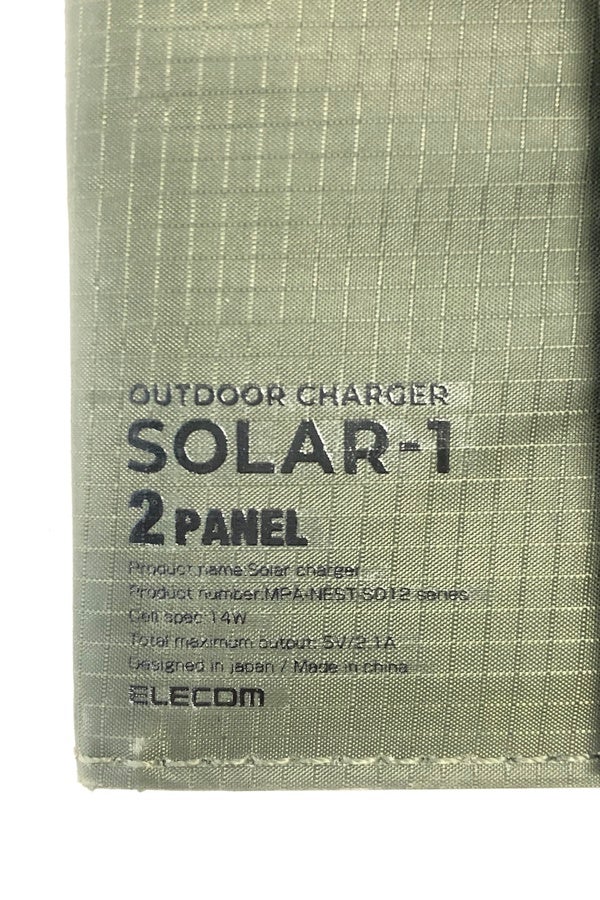 OUTDOOR CHARGER
SOLAR-1
2 PANEL
Product name:Solar charger
Product number:MPA-NEST-S012 series
Cell spec:14W
Total maximum output: 5V/2.1A
Designed in japan / Made in china
ELECOM